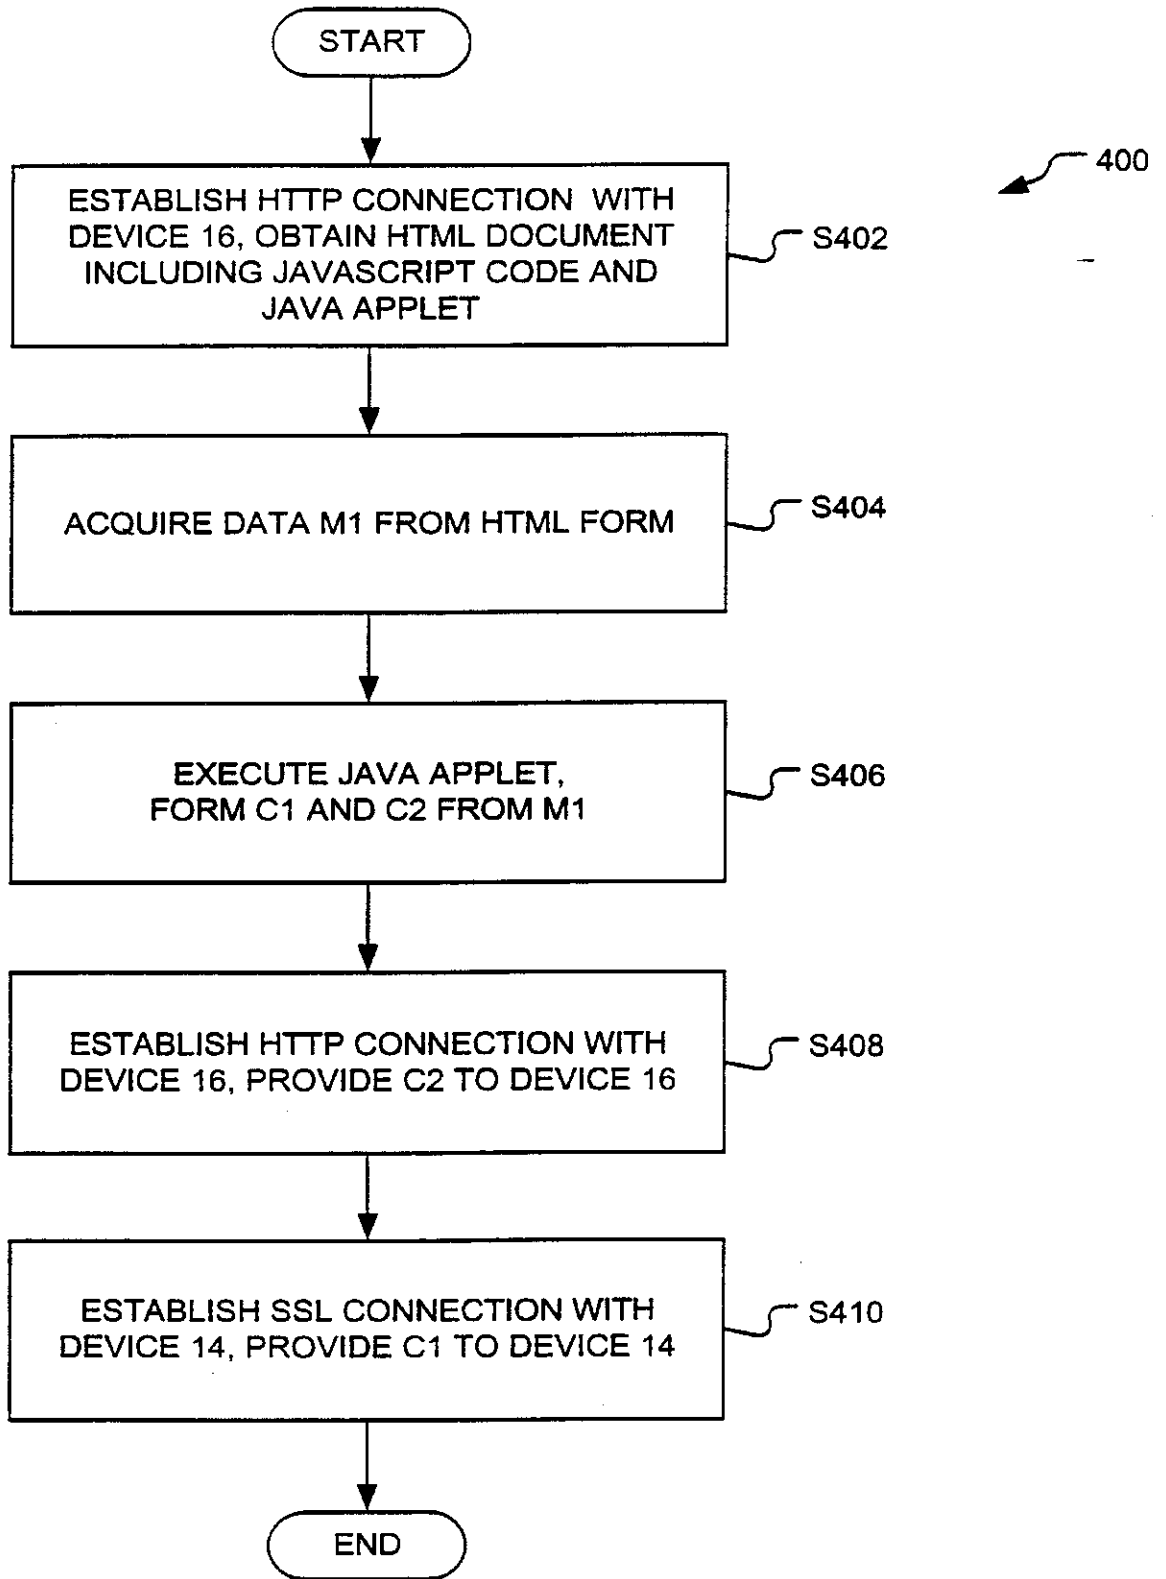 START
400
ESTABLISH HTTP CONNECTION WITH
DEVICE 16, OBTAIN HTML DOCUMENT
INCLUDING JAVASCRIPT CODE AND
JAVA APPLET
S402
ACQUIRE DATA M1 FROM HTML FORM
S404
EXECUTE JAVA APPLET,
FORM C1 AND C2 FROM M1
S406
ESTABLISH HTTP CONNECTION WITH
DEVICE 16, PROVIDE C2 TO DEVICE 16
S408
ESTABLISH SSL CONNECTION WITH
DEVICE 14, PROVIDE C1 TO DEVICE 14
S410
END